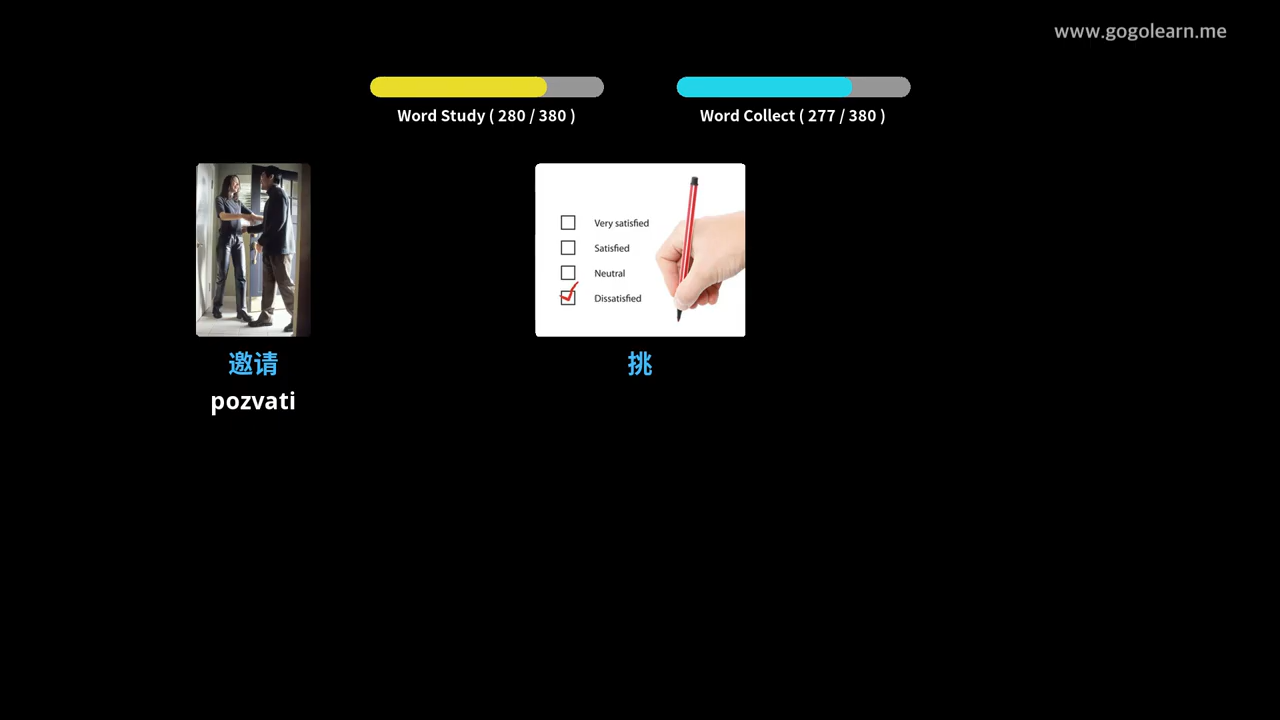 www.gogolearn.me
Word Study ( 280 / 380 )
Word Collect ( 277 / 380 )
Very satisfied
Satisfied
Neutral
Dissatisfied
邀请
挑
pozvati